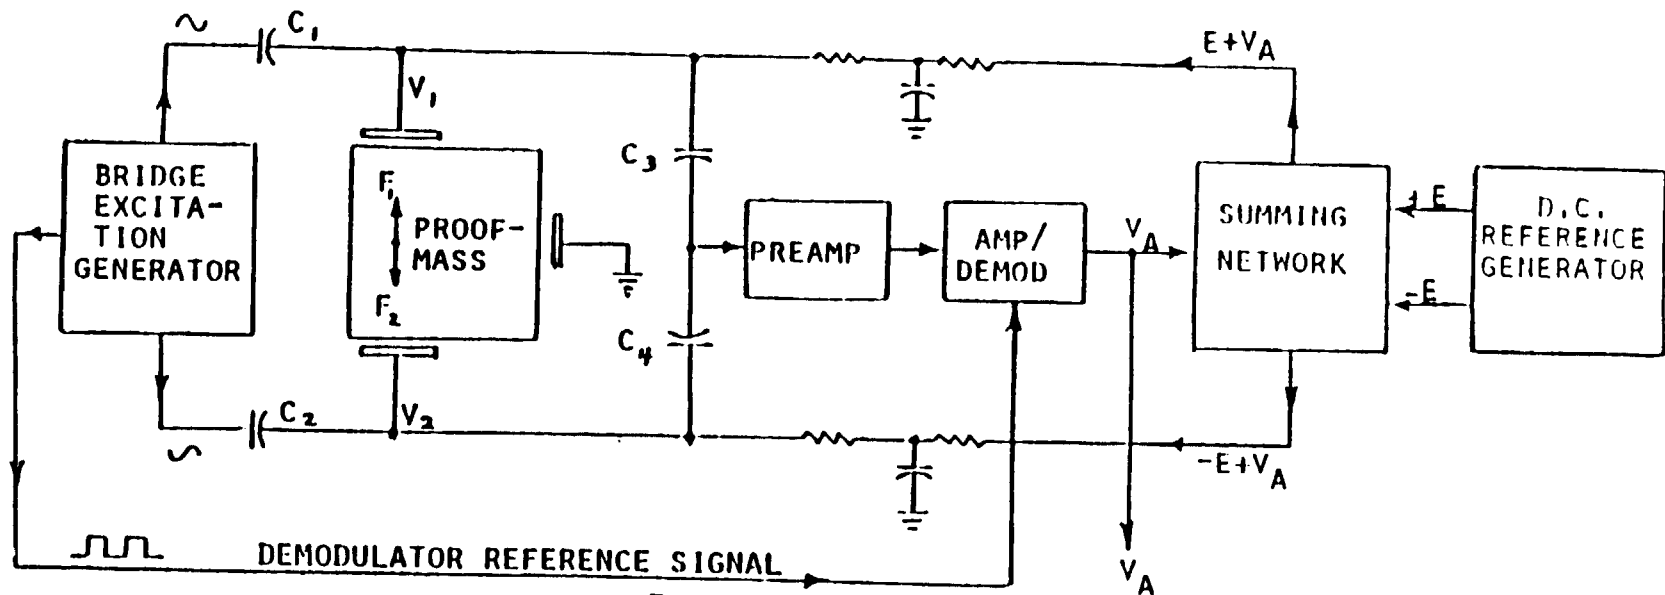 C1
E+VA
V1
BRIDGE
EXCITA-
TION
GENERATOR
F1
PROOF-
MASS
F2
C3
C4
PREAMP
AMP/
DEMOD
VA
SUMMING
NETWORK
+E
-E
D.C.
REFERENCE
GENERATOR
C2
V2
-E+VA
DEMODULATOR REFERENCE SIGNAL
VA